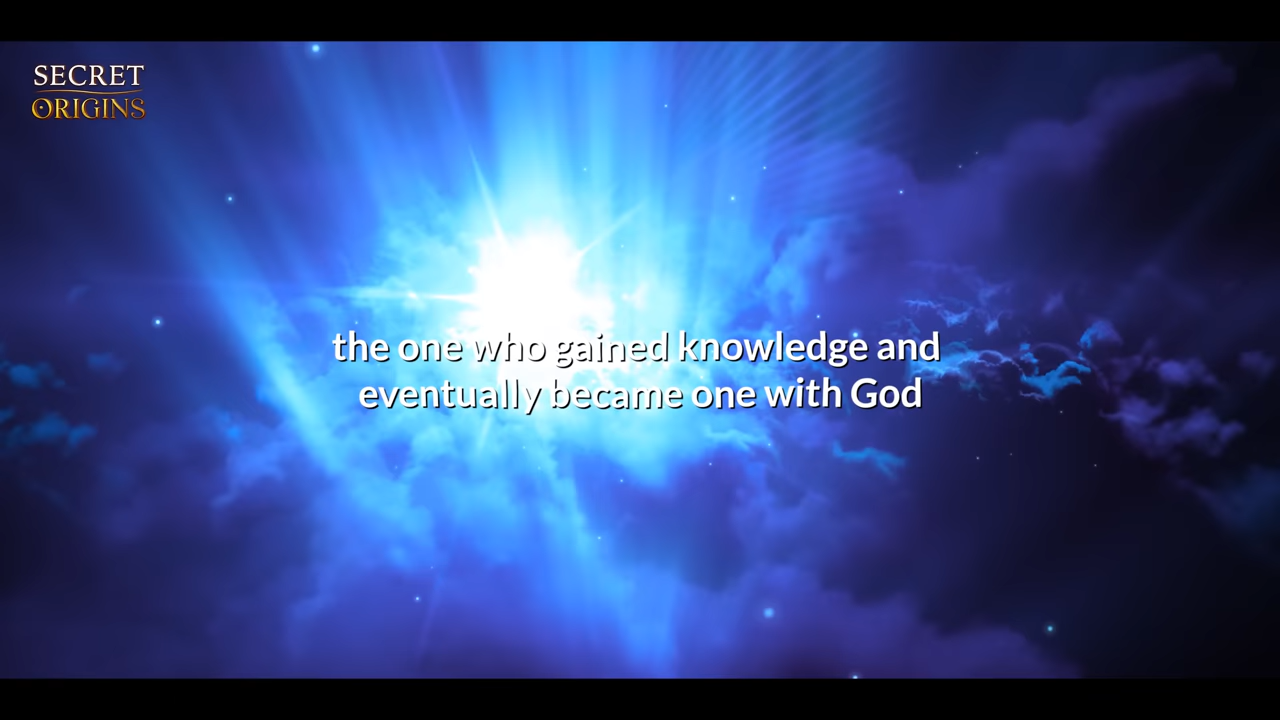 SECRET
ORIGINS
the one who gained knowledge and
eventually became one with God